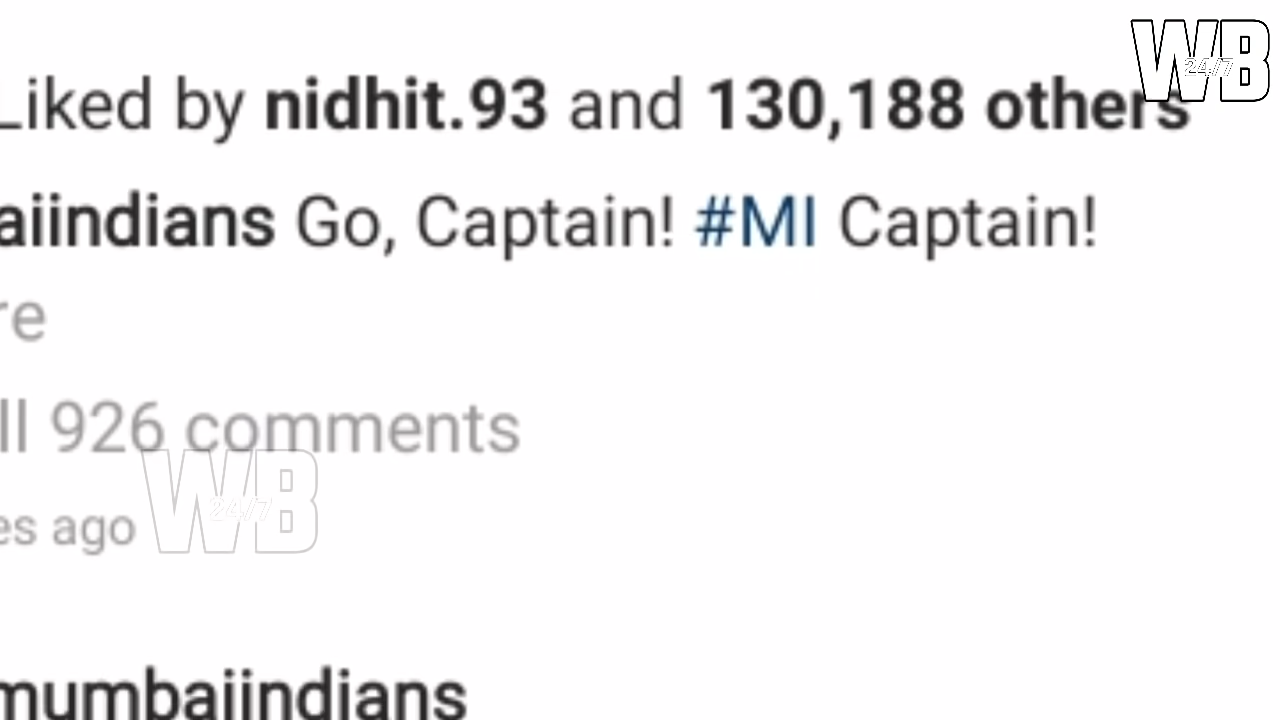 WB
24/7
Liked by nidhit.93 and 130,188 others
aiindians Go, Captain! #MI Captain!
re
ll 926 comments
WB
24/7
es ago
mumbaiindians